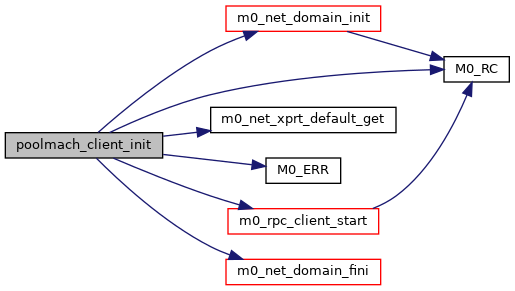 m0_net_domain_init
M0_RC
m0_net_xprt_default_get
poolmach_client_init
M0_ERR
m0_rpc_client_start
m0_net_domain_fini